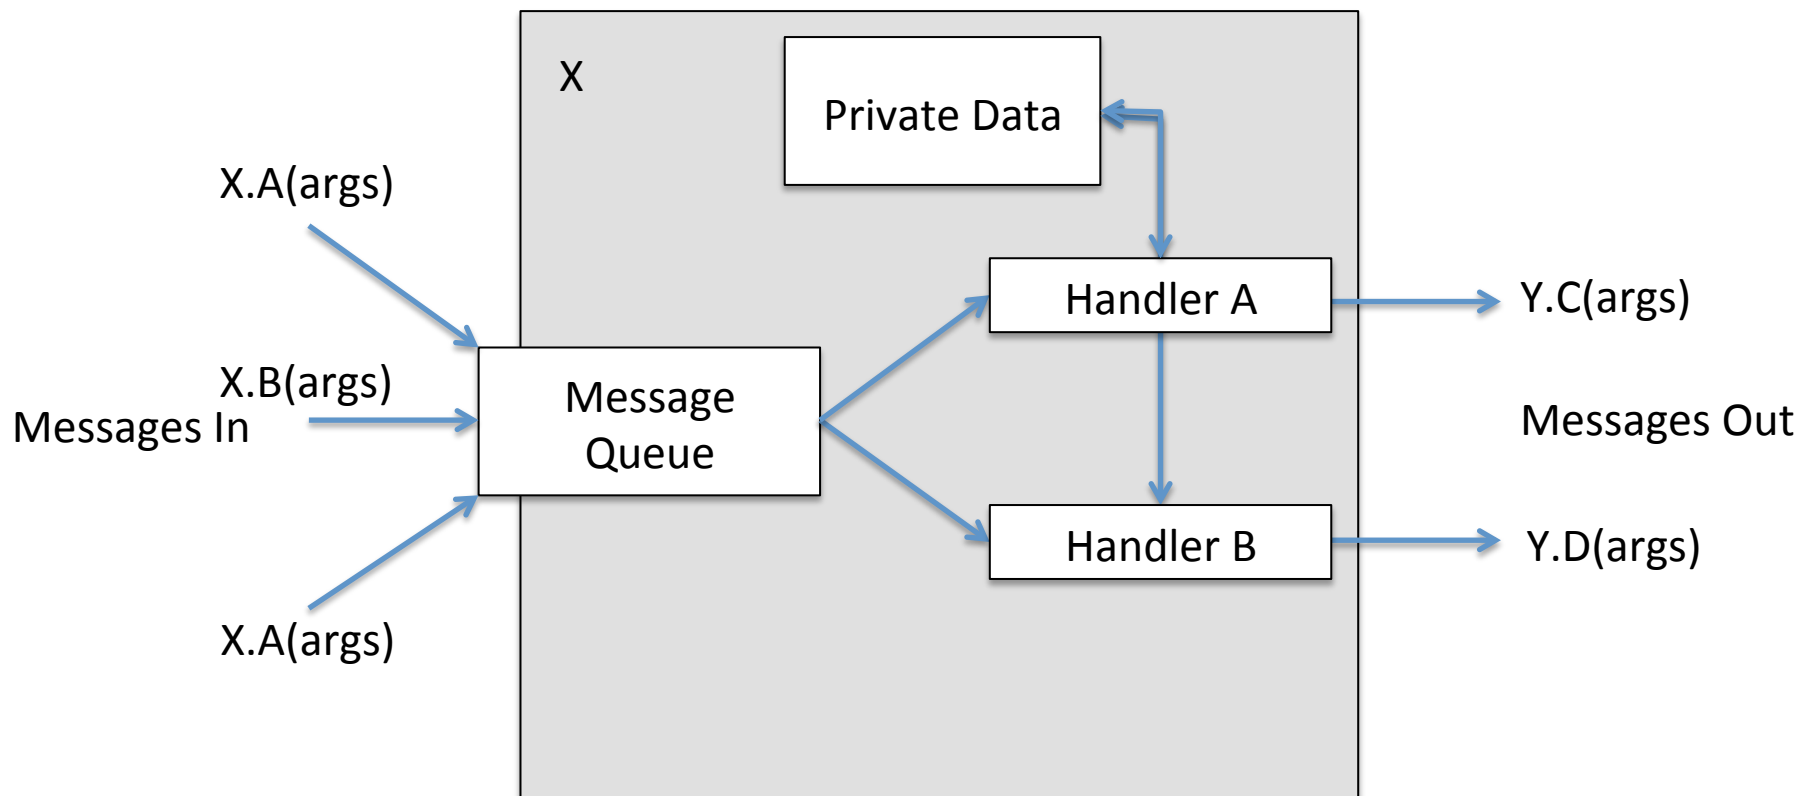 X
Private Data
X.A(args)
Handler A
Y.C(args)
X.B(args)
Messages In
Message
Queue
Messages Out
Handler B
Y.D(args)
X.A(args)